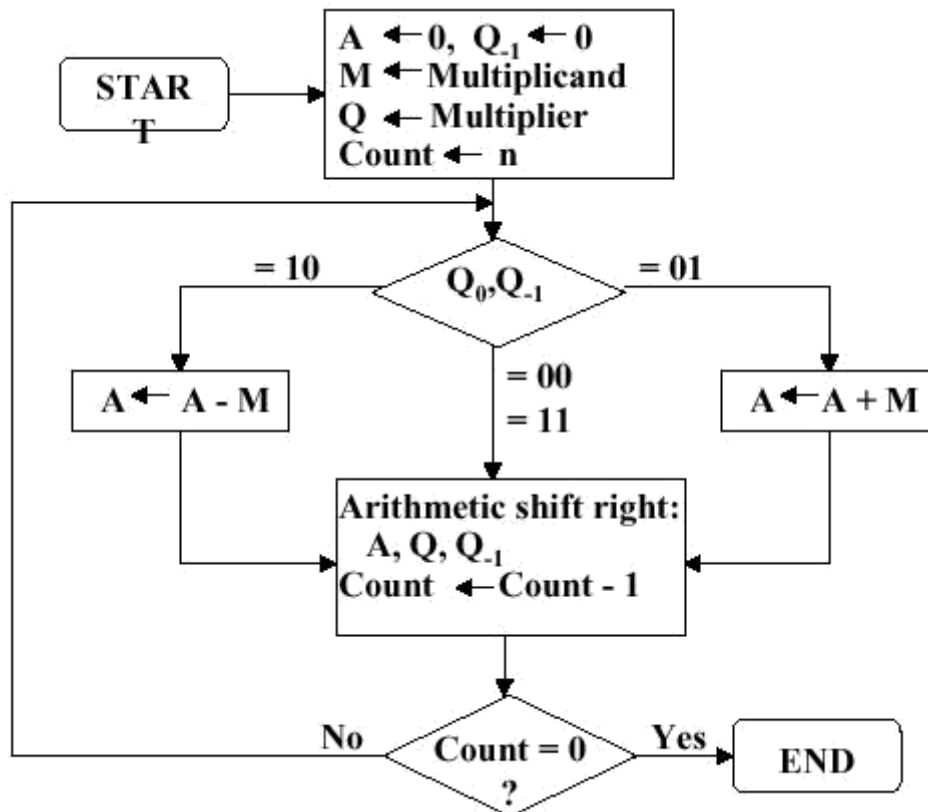 A ← 0, Q₋₁ ← 0
M ← Multiplicand
Q ← Multiplier
Count ← n
STAR
T
= 10
Q₀,Q₋₁
= 01
= 00
= 11
A ← A - M
A ← A + M
Arithmetic shift right:
A, Q, Q₋₁
Count ← Count - 1
No
Count = 0
?
Yes
END